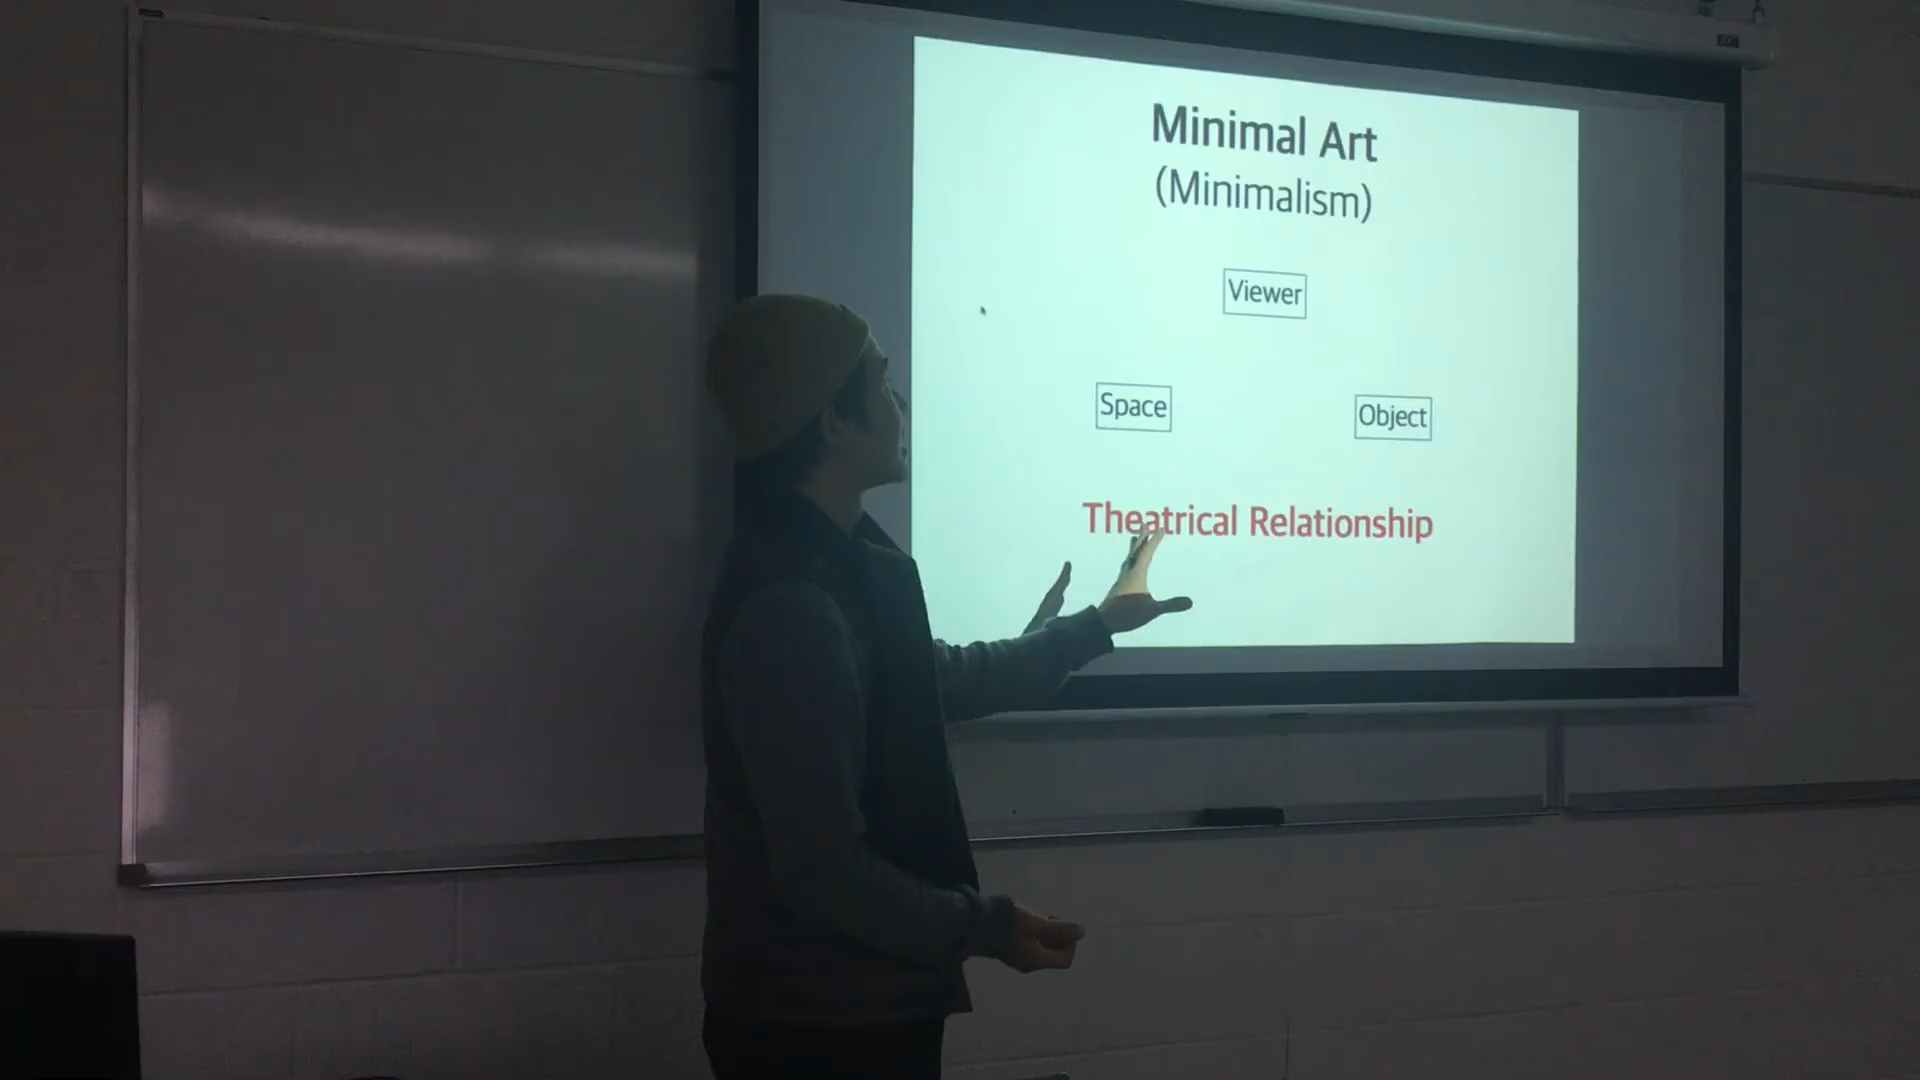 Minimal Art
(Minimalism)
Viewer
Space
Object
Theatrical Relationship